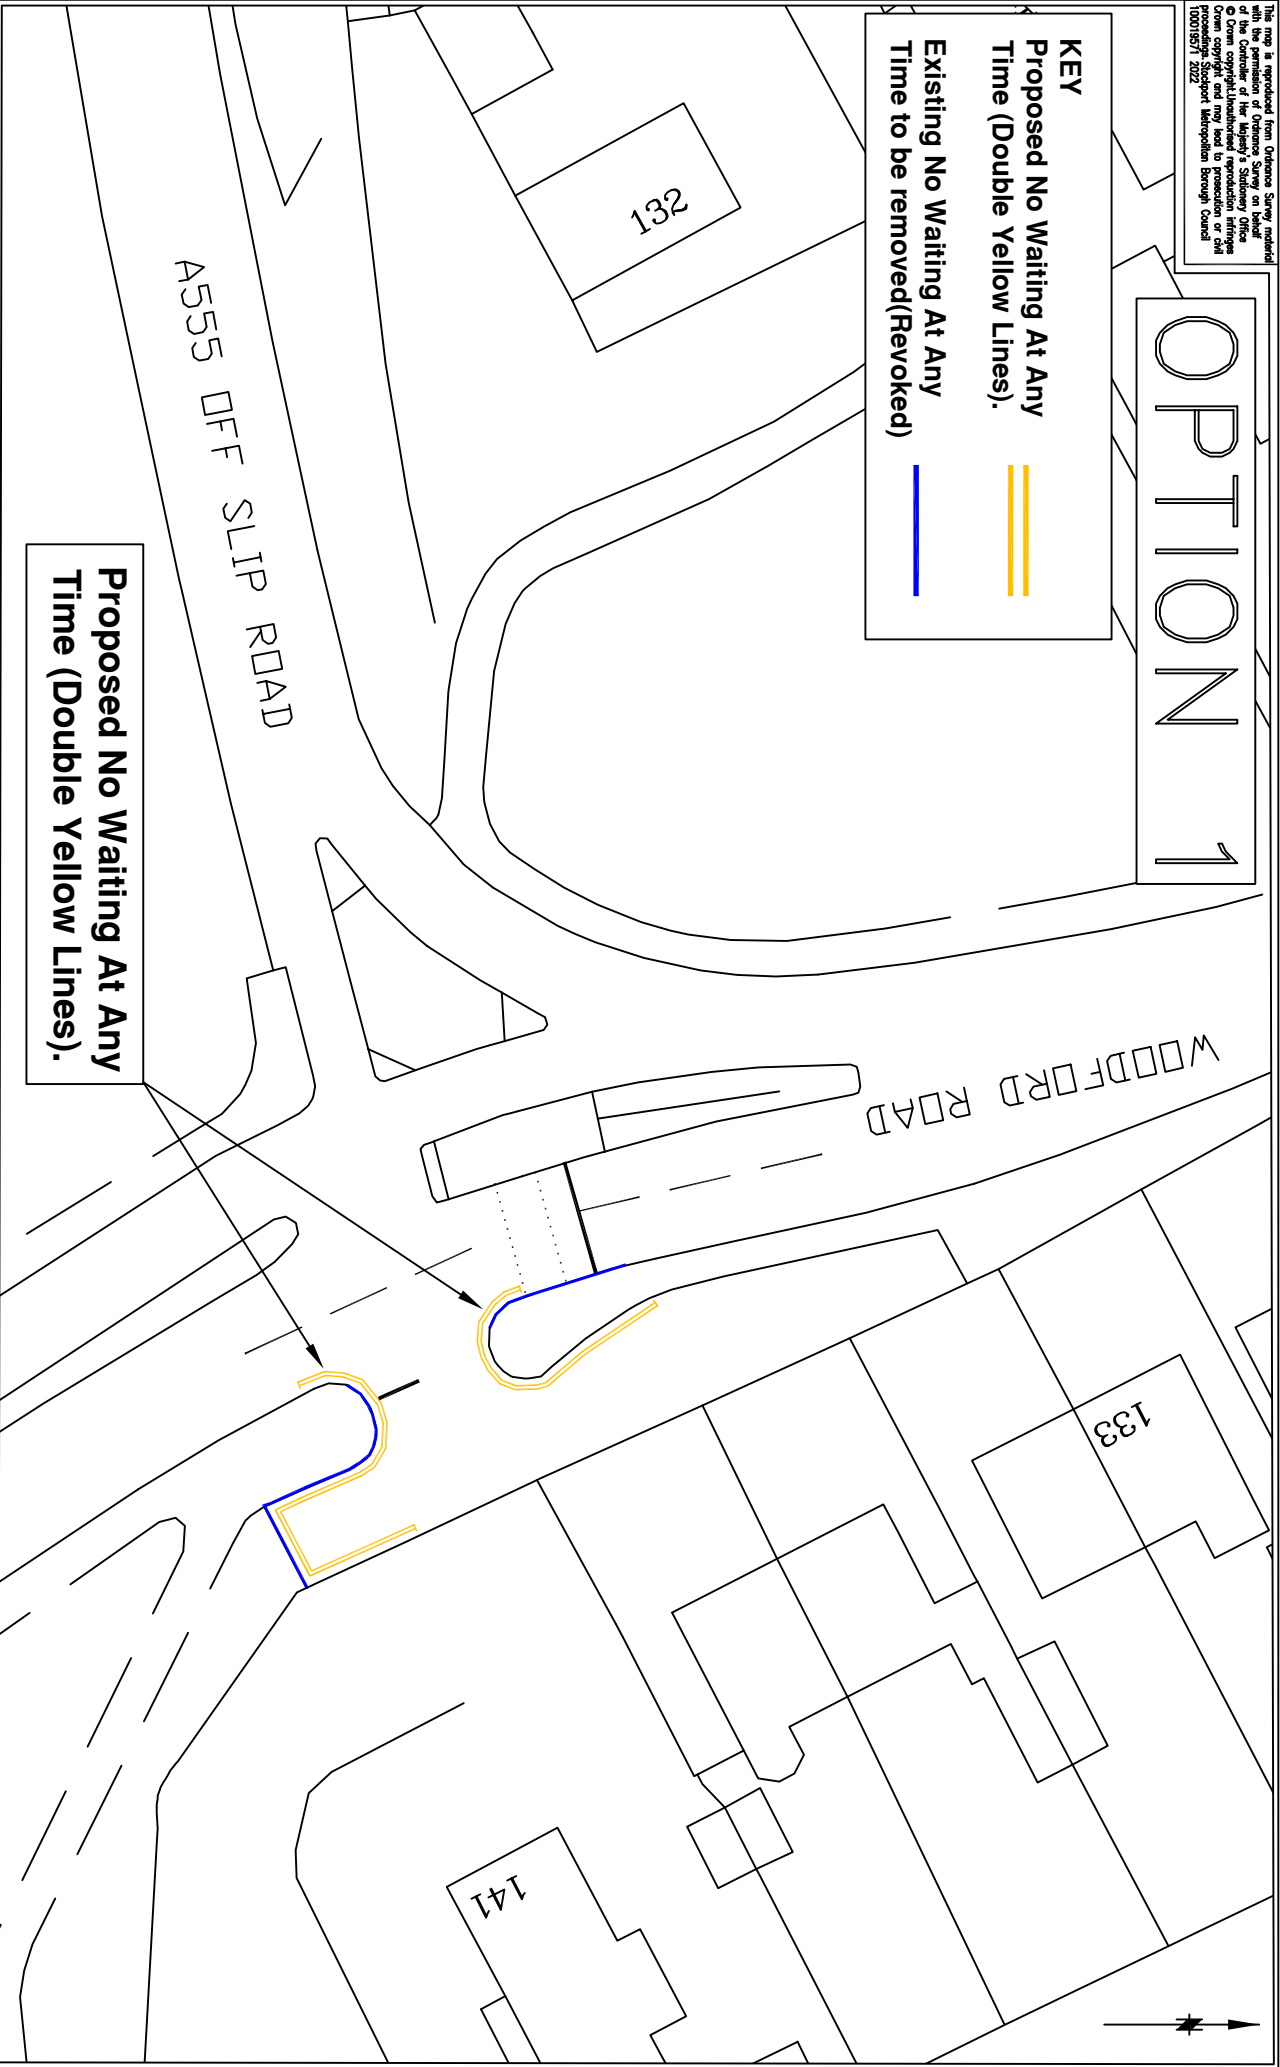 This map is reproduced from Ordnance Survey material
with the permission of Ordnance Survey on behalf
of the Controller of Her Majesty's Stationery Office
© Crown copyright.Unauthorised reproduction infringes
Crown copyright and may lead to prosecution or civil
proceedings. Stockport Metropolitan Borough Council
100019571 2022
OPTION 1
KEY
Proposed No Waiting At Any
Time (Double Yellow Lines).
Existing No Waiting At Any
Time to be removed(Revoked)
132
A555 OFF SLIP ROAD
WOODFORD ROAD
133
141
Proposed No Waiting At Any
Time (Double Yellow Lines).